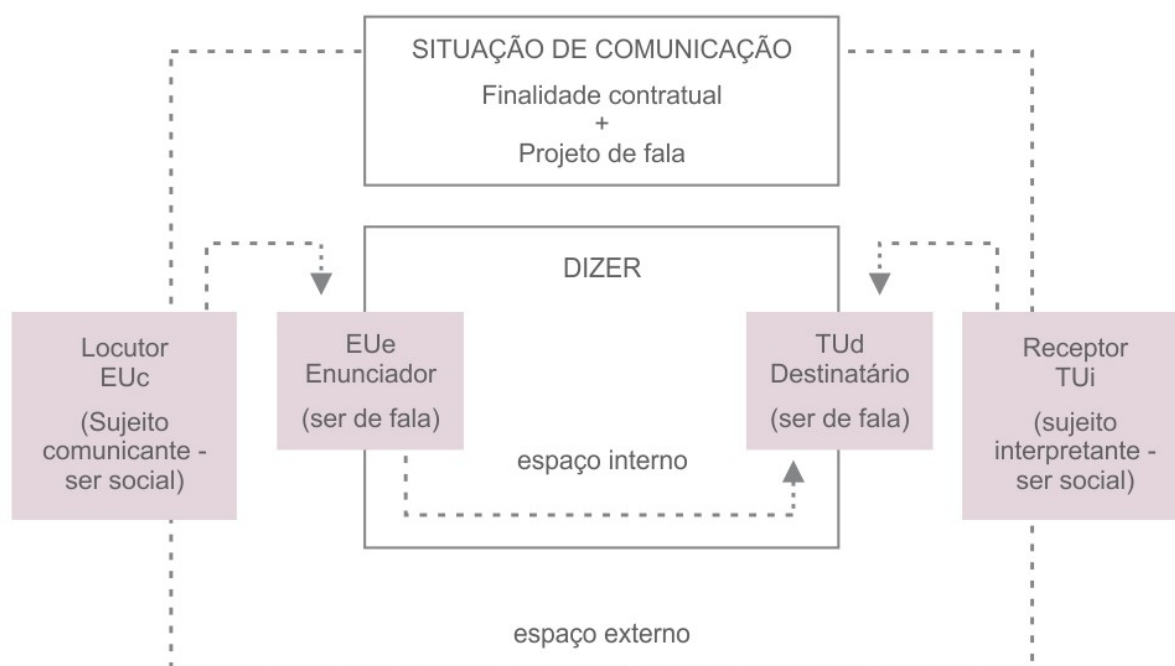 SITUAÇÃO DE COMUNICAÇÃO
Finalidade contratual
+
Projeto de fala
DIZER
Locutor
EUc
(Sujeito
comunicante -
ser social)
EUe
Enunciador
(ser de fala)
TUd
Destinatário
(ser de fala)
Receptor
TUi
(sujeito
interpretante -
ser social)
espaço interno
espaço externo